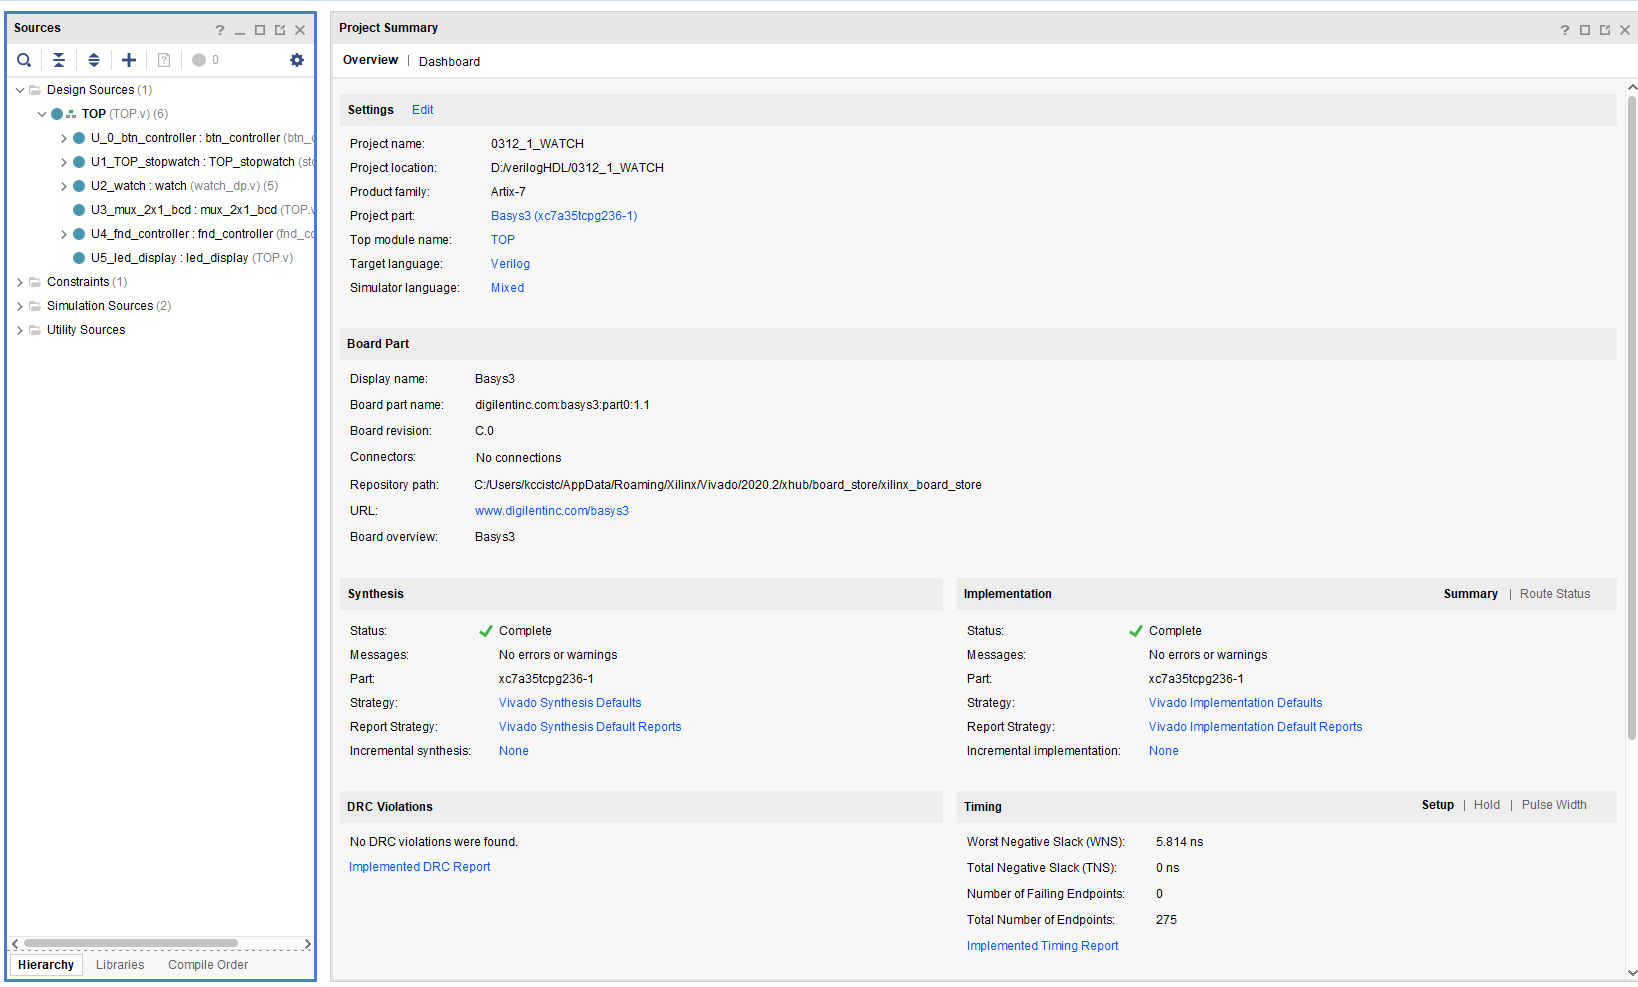 Sources
? 
0
Design Sources (1)
TOP (TOP.v) (6)
U_0_btn_controller : btn_controller (btn_c
U1_TOP_stopwatch : TOP_stopwatch (sto
U2_watch : watch (watch_dp.v) (5)
U3_mux_2x1_bcd : mux_2x1_bcd (TOP.v
U4_fnd_controller : fnd_controller (fnd_co
U5_led_display : led_display (TOP.v)
Constraints (1)
Simulation Sources (2)
Utility Sources
Hierarchy Libraries Compile Order
Project Summary
?
Overview | Dashboard
Settings Edit
Project name: 0312_1_WATCH
Project location: D:/verilogHDL/0312_1_WATCH
Product family: Artix-7
Project part: Basys3 (xc7a35tcpg236-1)
Top module name: TOP
Target language: Verilog
Simulator language: Mixed
Board Part
Display name: Basys3
Board part name: digilentinc.com:basys3:part0:1.1
Board revision: C.0
Connectors: No connections
Repository path: C:/Users/kccistc/AppData/Roaming/Xilinx/Vivado/2020.2/xhub/board_store/xilinx_board_store
URL: www.digilentinc.com/basys3
Board overview: Basys3
Synthesis
Status: Complete
Messages: No errors or warnings
Part: xc7a35tcpg236-1
Strategy: Vivado Synthesis Defaults
Report Strategy: Vivado Synthesis Default Reports
Incremental synthesis: None
Implementation Summary | Route Status
Status: Complete
Messages: No errors or warnings
Part: xc7a35tcpg236-1
Strategy: Vivado Implementation Defaults
Report Strategy: Vivado Implementation Default Reports
Incremental implementation: None
DRC Violations
No DRC violations were found.
Implemented DRC Report
Timing Setup | Hold | Pulse Width
Worst Negative Slack (WNS): 5.814 ns
Total Negative Slack (TNS): 0 ns
Number of Failing Endpoints: 0
Total Number of Endpoints: 275
Implemented Timing Report